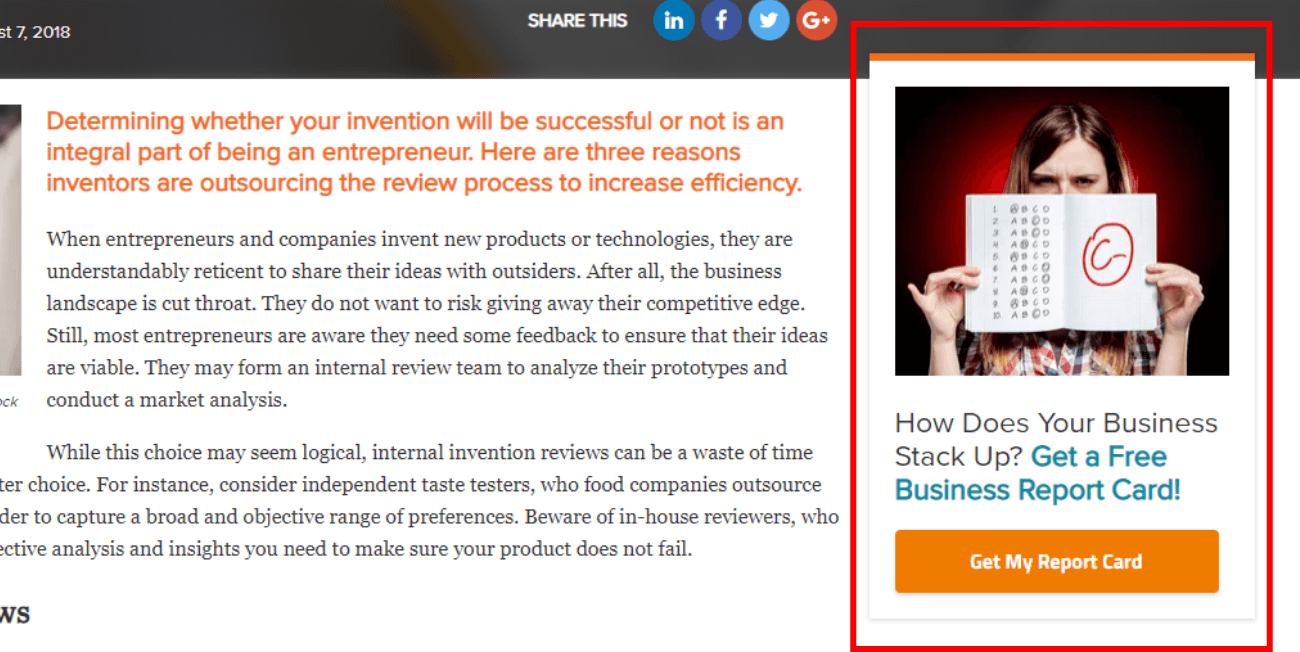 st 7, 2018
SHARE THIS
in
f
G+
Determining whether your invention will be successful or not is an
integral part of being an entrepreneur. Here are three reasons
inventors are outsourcing the review process to increase efficiency.
When entrepreneurs and companies invent new products or technologies, they are
understandably reticent to share their ideas with outsiders. After all, the business
landscape is cut throat. They do not want to risk giving away their competitive edge.
Still, most entrepreneurs are aware they need some feedback to ensure that their ideas
are viable. They may form an internal review team to analyze their prototypes and
ock
conduct a market analysis.
While this choice may seem logical, internal invention reviews can be a waste of time
ter choice. For instance, consider independent taste testers, who food companies outsource
der to capture a broad and objective range of preferences. Beware of in-house reviewers, who
ective analysis and insights you need to make sure your product does not fail.
ws
1. A B C D
2. A B C D
3. A B C D
4. A B C D
5. A B C D
6. A B C D
7. A B C D
8. A B C D
9. A B C D
10. A B C D
C-
How Does Your Business
Stack Up? Get a Free
Business Report Card!
Get My Report Card